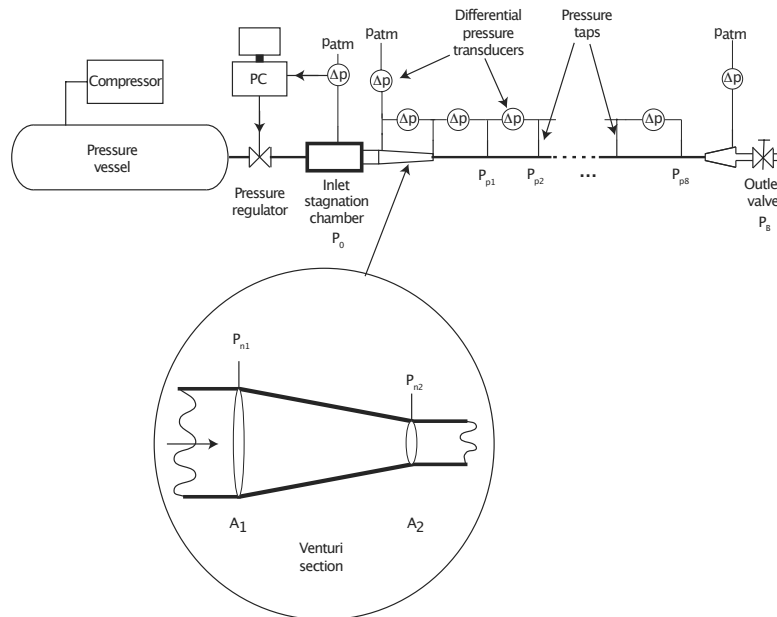 patm
patm
Differential
pressure
transducers
Pressure
taps
patm
Compressor
PC
Δp
Δp
Δp
Δp
Δp
Δp
Δp
Pressure
vessel
Pressure
regulator
Inlet
stagnation
chamber
P0
Pp1
Pp2
...
Pp8
Outlet
valve
PB
Pn1
Pn2
A1
A2
Venturi
section